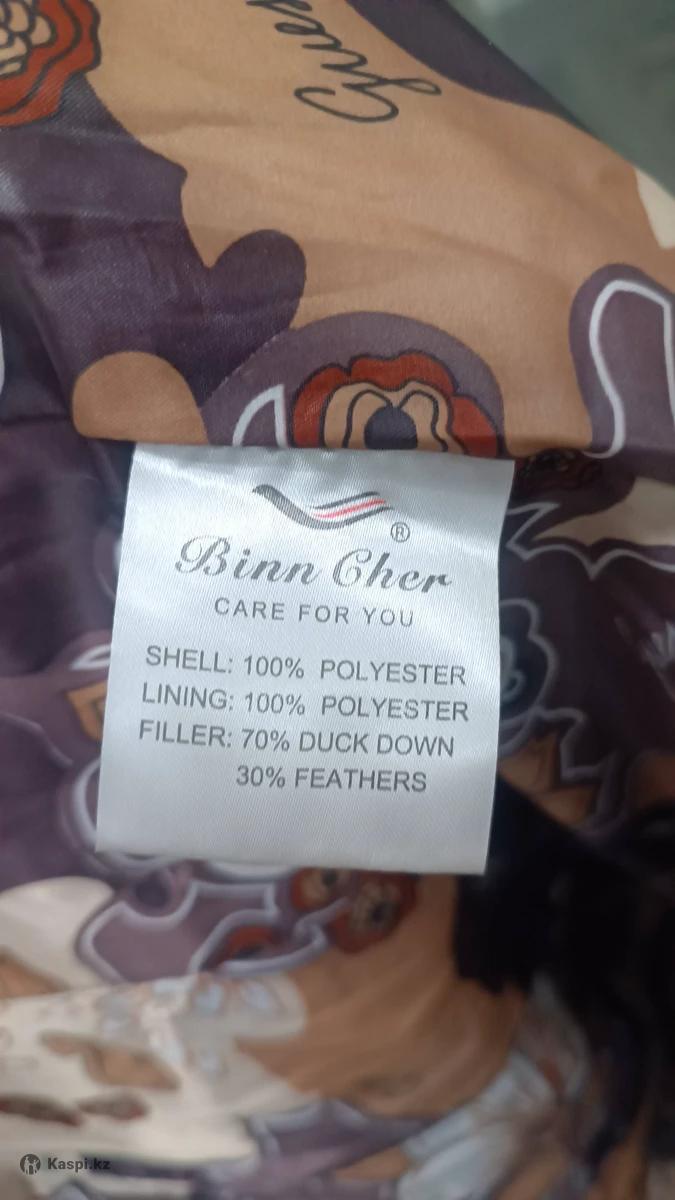 Gues
Binn Cher ®
CARE FOR YOU
SHELL: 100% POLYESTER
LINING: 100% POLYESTER
FILLER: 70% DUCK DOWN
30% FEATHERS
Kaspi.kz